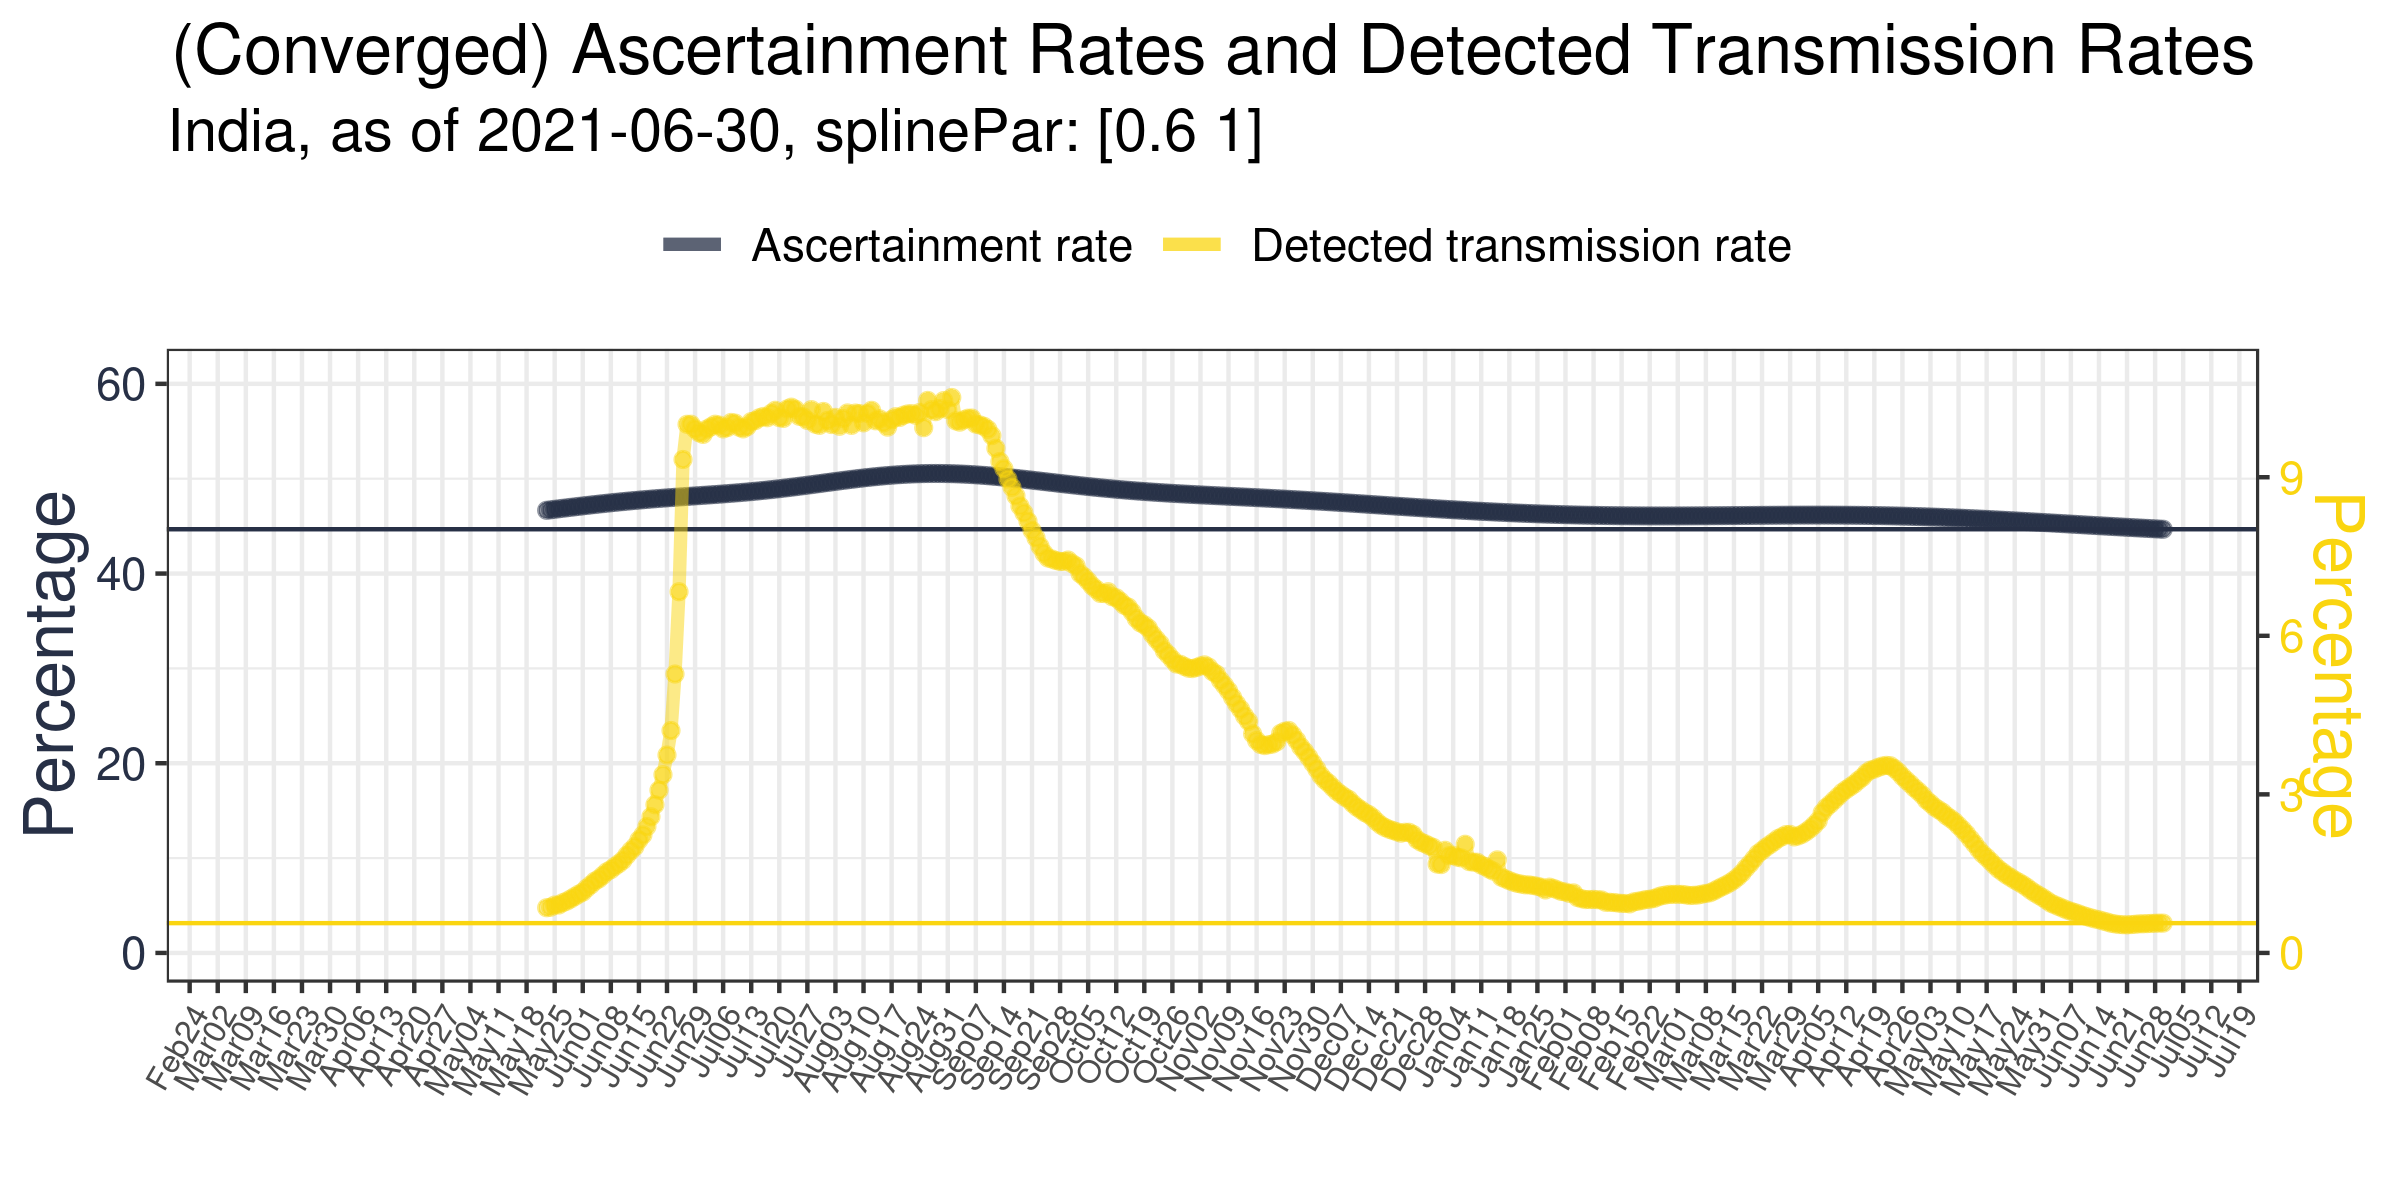 (Converged) Ascertainment Rates and Detected Transmission Rates
India, as of 2021-06-30, splinePar: [0.6 1]
Ascertainment rate Detected transmission rate
Percentage
60
40
20
0
9
6
3
0
Percentage
Feb24 Mar02 Mar09 Mar16 Mar23 Mar30 Apr06 Apr13 Apr20 Apr27 May04 May11 May18 May25 Jun01 Jun08 Jun15 Jun22 Jun29 Jul06 Jul13 Jul20 Jul27 Aug03 Aug10 Aug17 Aug24 Aug31 Sep07 Sep14 Sep21 Sep28 Oct05 Oct12 Oct19 Oct26 Nov02 Nov09 Nov16 Nov23 Nov30 Dec07 Dec14 Dec21 Dec28 Jan04 Jan11 Jan18 Jan25 Feb01 Feb08 Feb15 Feb22 Mar01 Mar08 Mar15 Mar22 Mar29 Apr05 Apr12 Apr19 Apr26 May03 May10 May17 May24 May31 Jun07 Jun14 Jun21 Jun28 Jul05 Jul12 Jul19